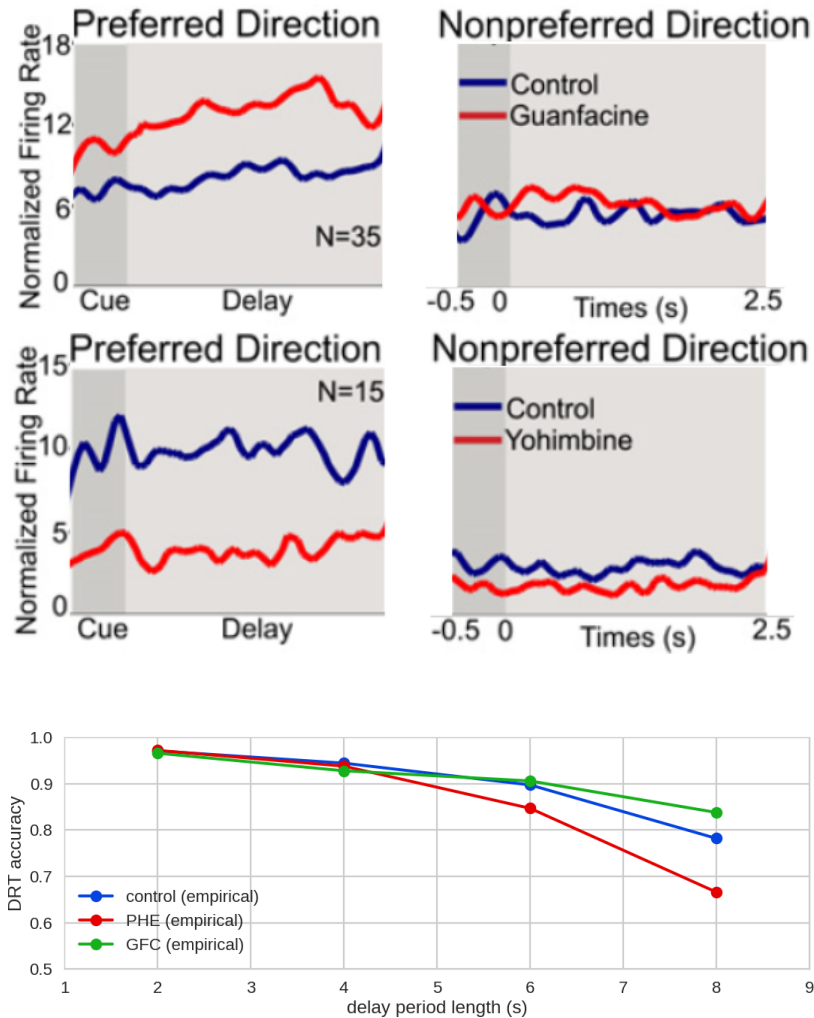 Preferred Direction
Nonpreferred Direction
Normalized Firing Rate
18
12
6
0
N=35
Cue
Delay
Control
Guanfacine
-0.5
0
Times (s)
2.5
Preferred Direction
Nonpreferred Direction
Normalized Firing Rate
15
10
5
0
N=15
Cue
Delay
Control
Yohimbine
-0.5
0
Times (s)
2.5
DRT accuracy
1.0
0.9
0.8
0.7
0.6
0.5
control (empirical)
PHE (empirical)
GFC (empirical)
1 2 3 4 5 6 7 8 9
delay period length (s)